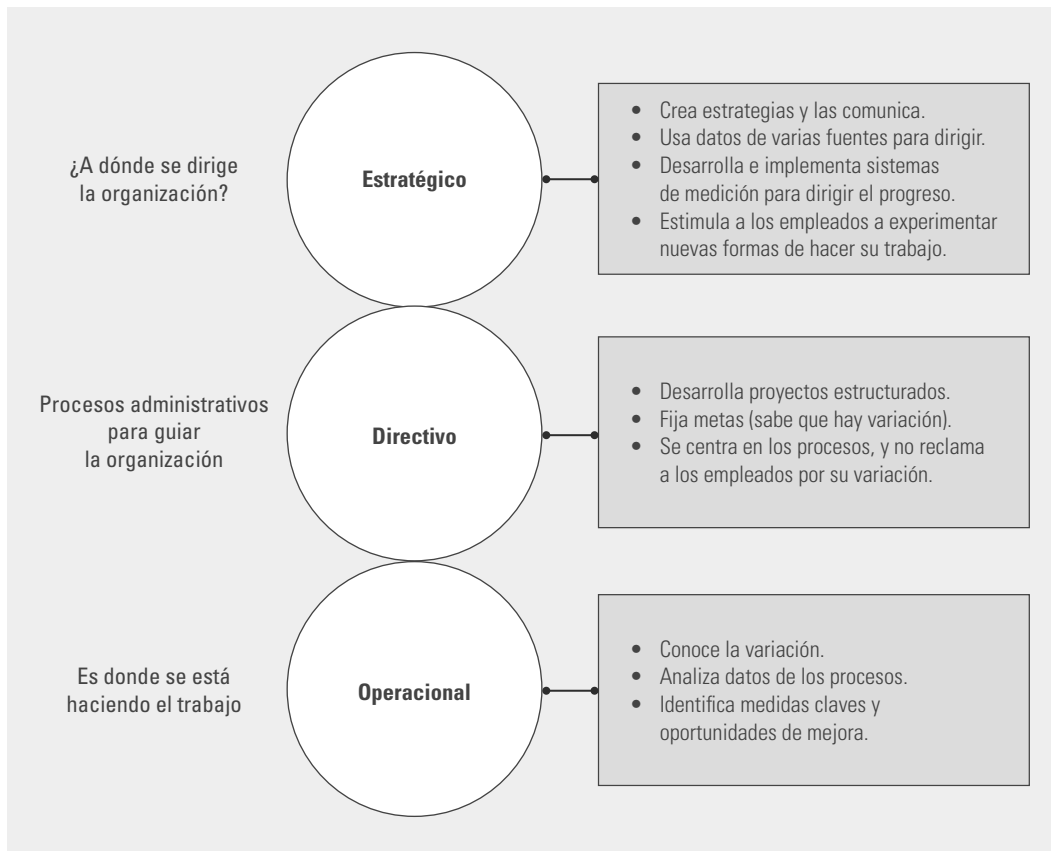 ¿A dónde se dirige
la organización?
Estratégico
• Crea estrategias y las comunica.
• Usa datos de varias fuentes para dirigir.
• Desarrolla e implementa sistemas
de medición para dirigir el progreso.
• Estimula a los empleados a experimentar
nuevas formas de hacer su trabajo.
Procesos administrativos
para guiar
la organización
Directivo
• Desarrolla proyectos estructurados.
• Fija metas (sabe que hay variación).
• Se centra en los procesos, y no reclama
a los empleados por su variación.
Es donde se está
haciendo el trabajo
Operacional
• Conoce la variación.
• Analiza datos de los procesos.
• Identifica medidas claves y
oportunidades de mejora.